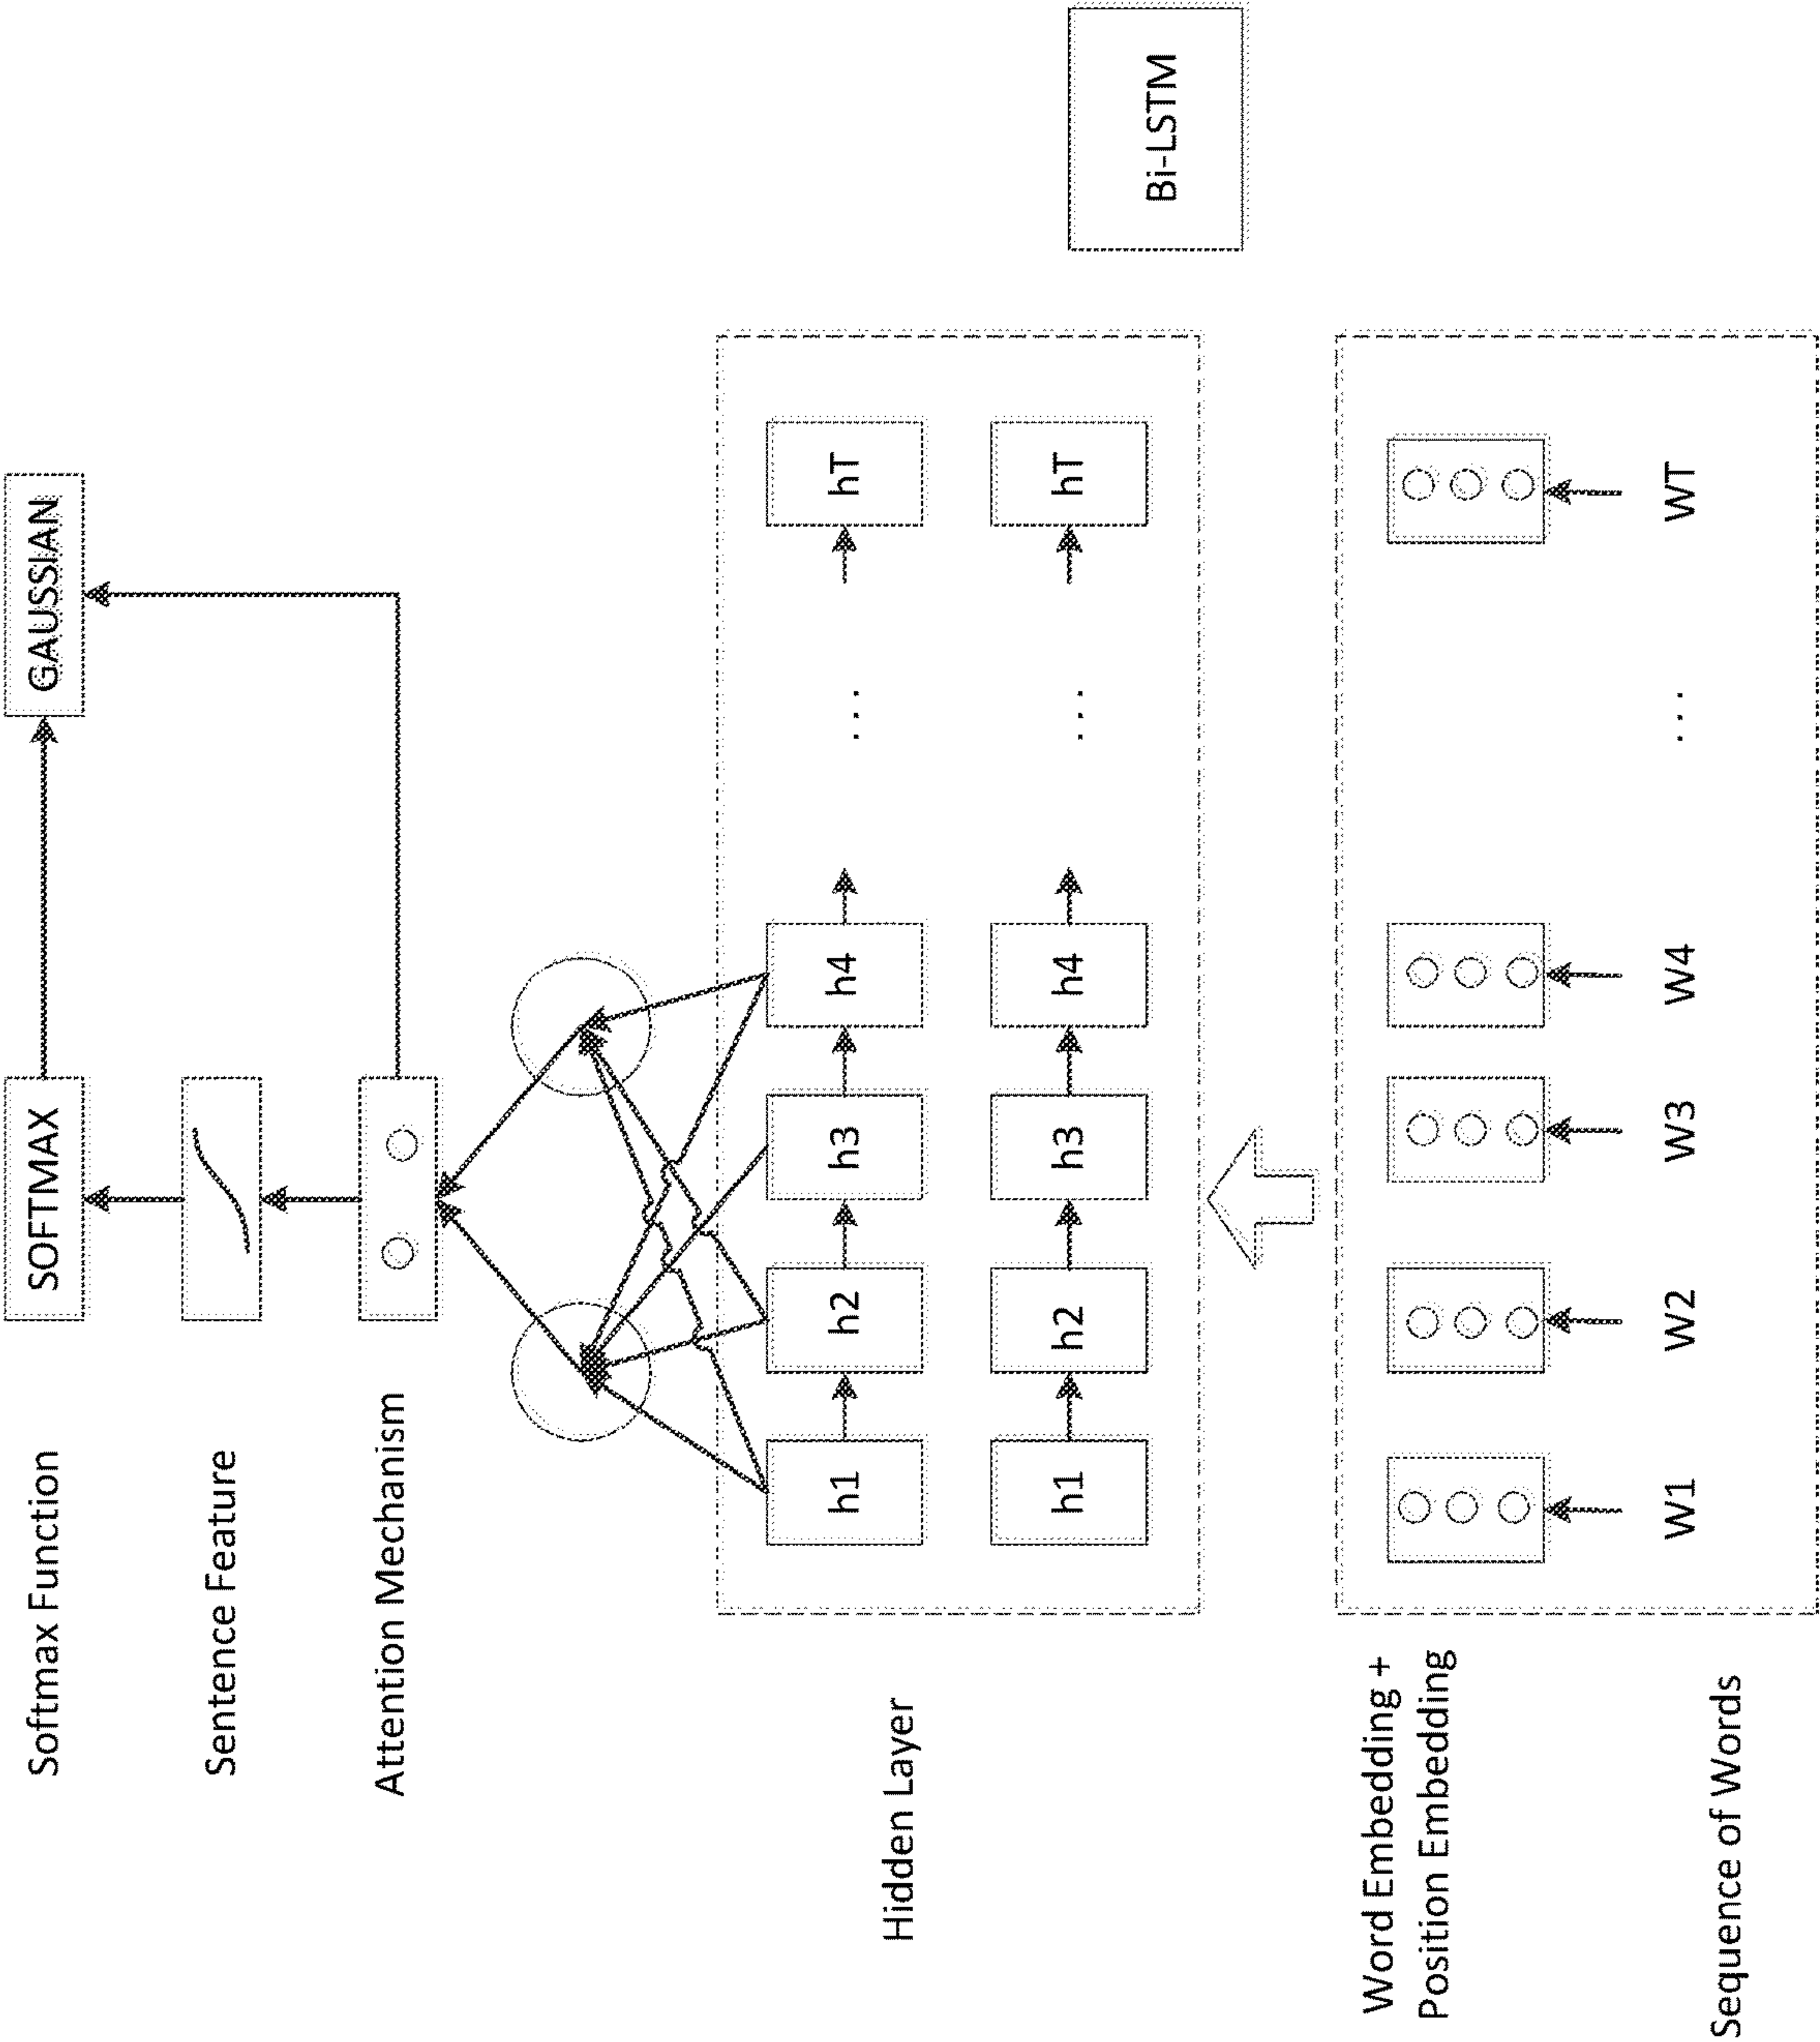 Softmax Function
SOFTMAX
GAUSSIAN
Sentence Feature
Attention Mechanism
Hidden Layer
h1
h2
h3
h4
...
hT
h1
h2
h3
h4
...
hT
Bi-LSTM
Word Embedding +
Position Embedding
Sequence of Words
W1
W2
W3
W4
...
WT